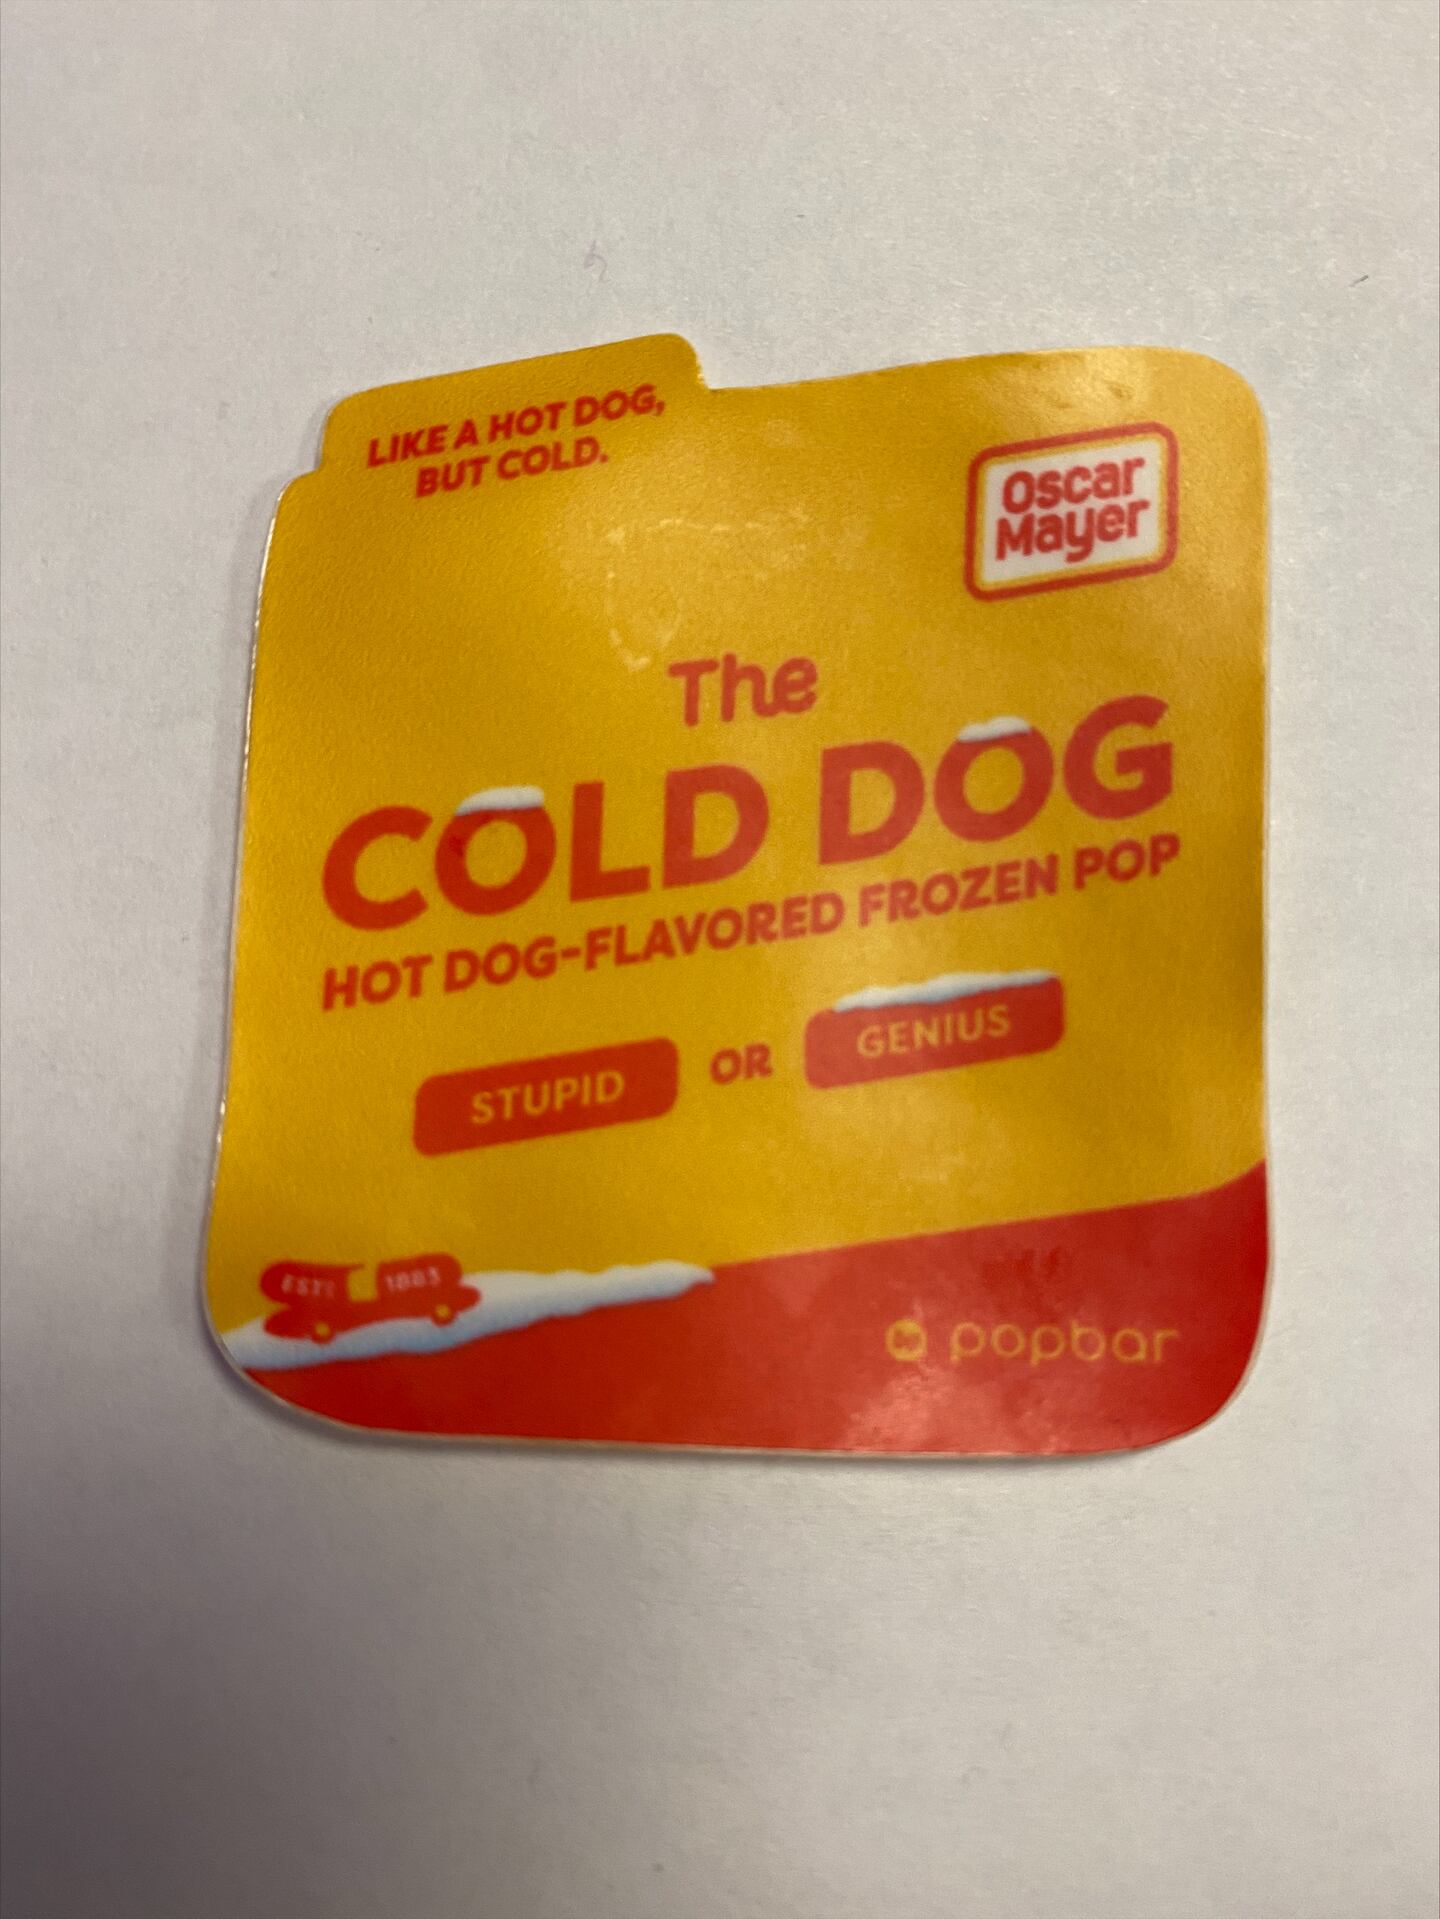 LIKE A HOT DOG,
BUT COLD.
Oscar
Mayer
The
COLD DOG
HOT DOG-FLAVORED FROZEN POP
STUPID OR GENIUS
1883
popbar